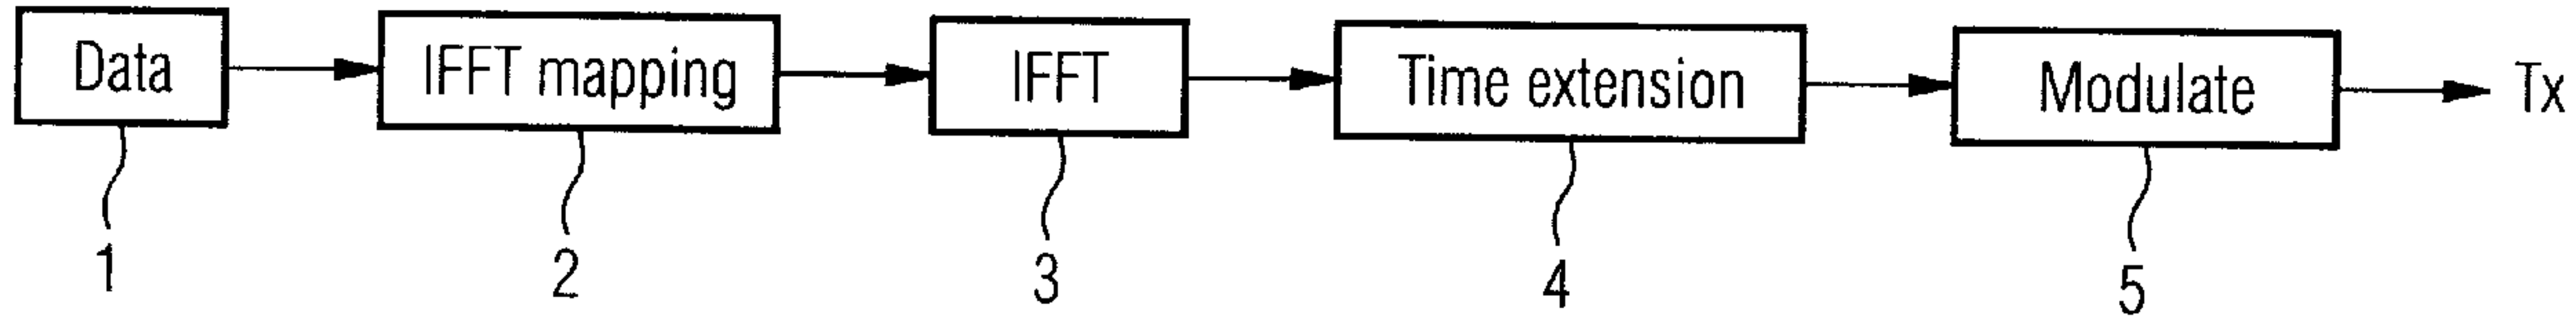 Data
IFFT mapping
IFFT
Time extension
Modulate
Tx
1
2
3
4
5